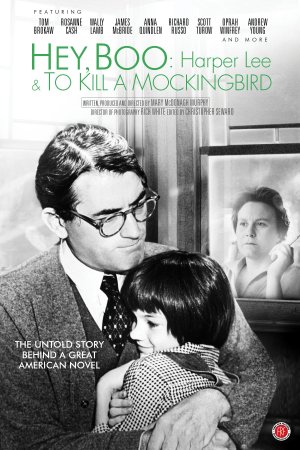 FEATURING
TOM BROKAW
ROSANNE CASH
WALLY LAMB
JAMES McBRIDE
ANNA QUINDLEN
RICHARD RUSSO
SCOTT TUROW
OPRAH WINFREY
ANDREW YOUNG
AND MORE
HEY, BOO: Harper Lee
& TO KILL A MOCKINGBIRD
WRITTEN, PRODUCED AND DIRECTED BY MARY McDONAGH MURPHY
DIRECTOR OF PHOTOGRAPHY RICH WHITE EDITED BY CHRISTOPHER SEWARD
THE UNTOLD STORY
BEHIND A GREAT
AMERICAN NOVEL